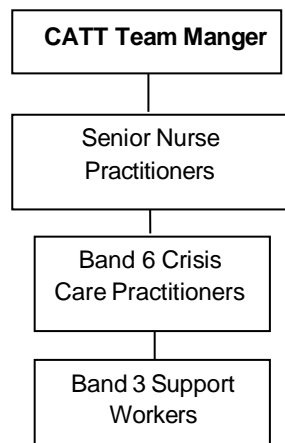 CATT Team Manger
Senior Nurse
Practitioners
Band 6 Crisis
Care Practitioners
Band 3 Support
Workers